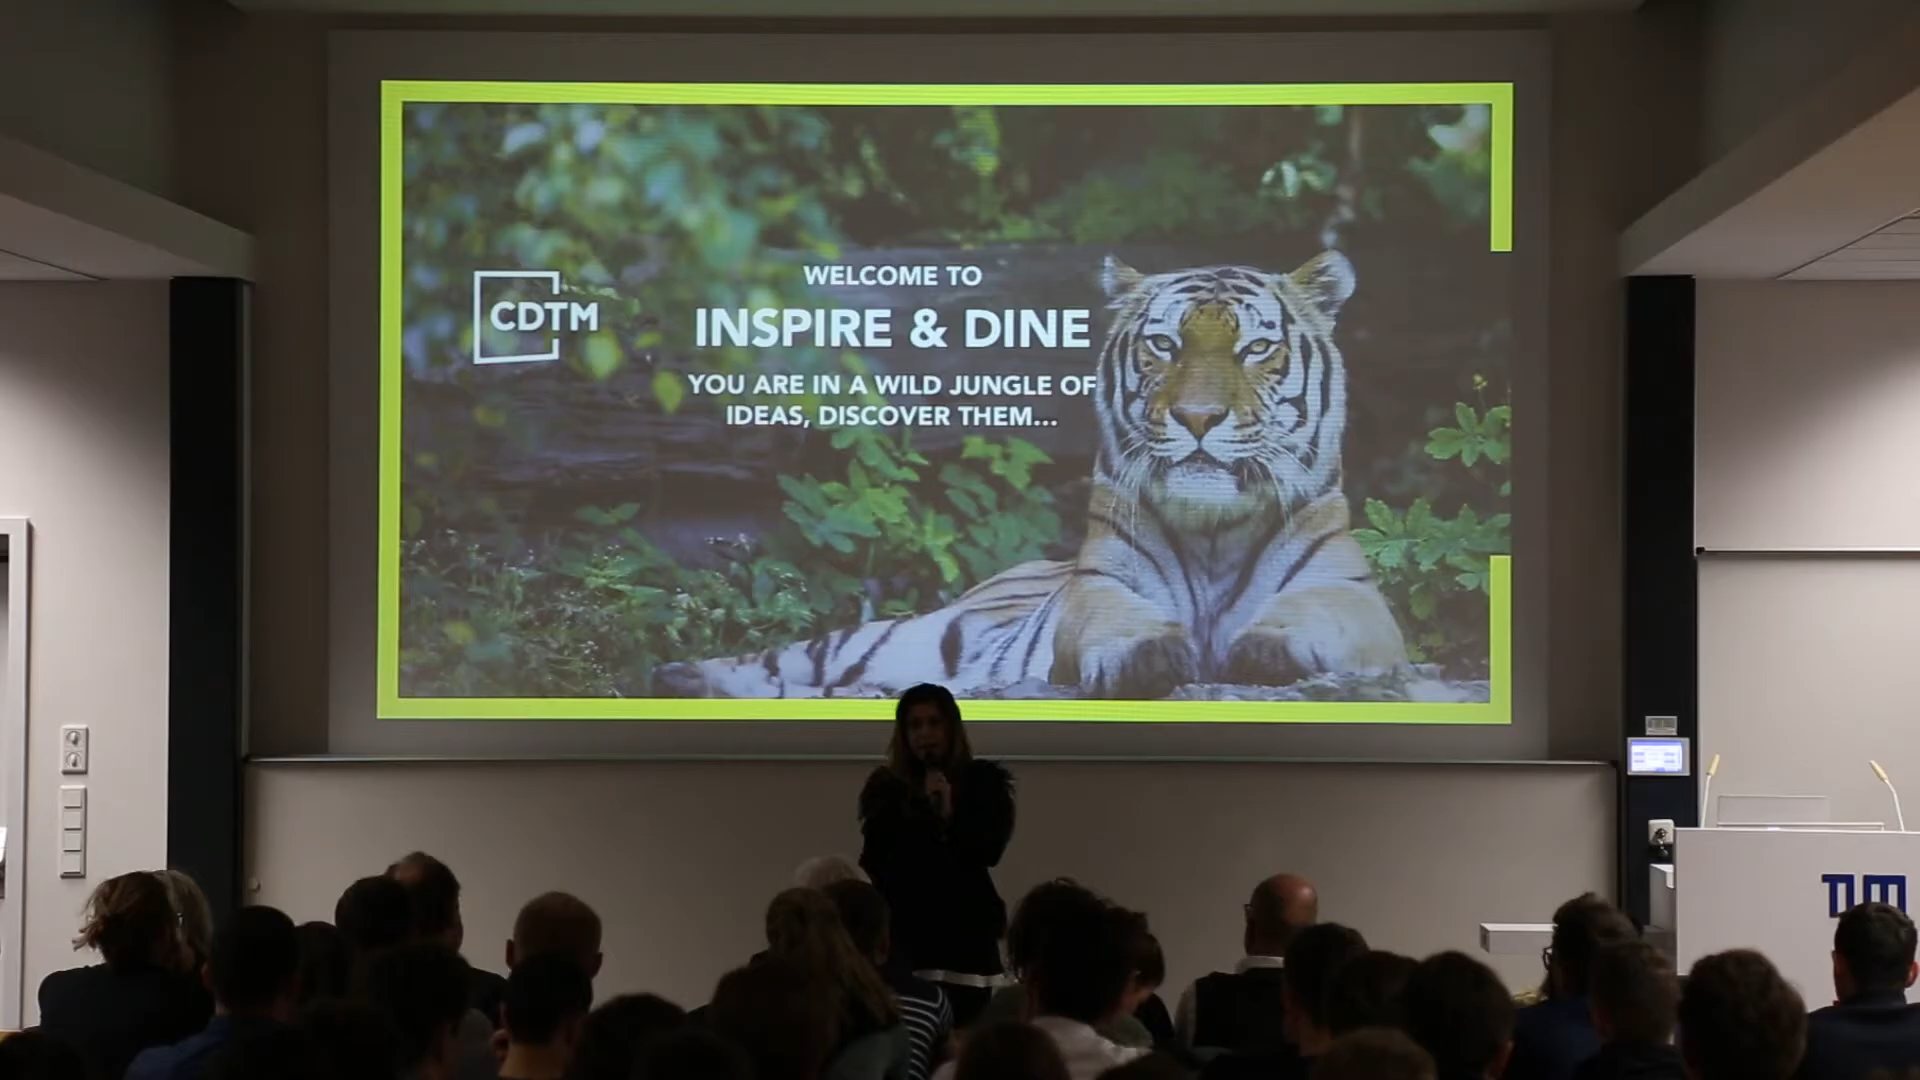 CDTM
WELCOME TO
INSPIRE & DINE
YOU ARE IN A WILD JUNGLE OF
IDEAS, DISCOVER THEM...
TUM